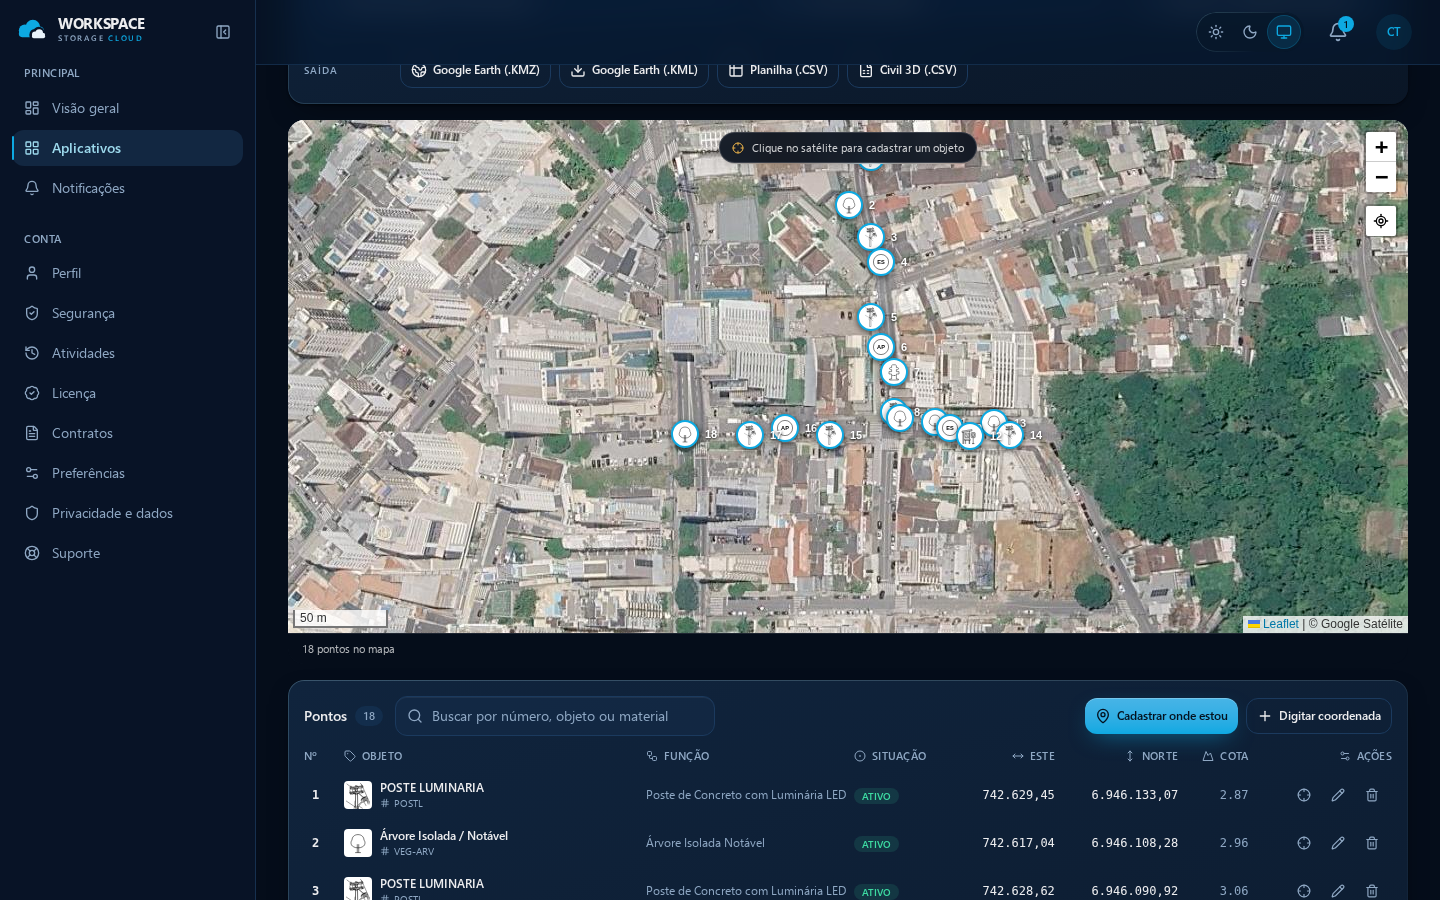 WORKSPACE
STORAGE CLOUD
PRINCIPAL
Visão geral
Aplicativos
Notificações
CONTA
Perfil
Segurança
Atividades
Licença
Contratos
Preferências
Privacidade e dados
Suporte
1
CT
SAÍDA
Google Earth (.KMZ)
Google Earth (.KML)
Planilha (.CSV)
Civil 3D (.CSV)
Clique no satélite para cadastrar um objeto
+
−
2
3
ES 4
5
AP 6
8
18
AP 16
15
ES
12
14
50 m
Leaflet | © Google Satélite
18 pontos no mapa
Pontos 18
Buscar por número, objeto ou material
Cadastrar onde estou
Digitar coordenada
Nº OBJETO FUNÇÃO SITUAÇÃO ESTE NORTE COTA AÇÕES
1 POSTE LUMINARIA Poste de Concreto com Luminária LED ATIVO 742.629,45 6.946.133,07 2.87
# POSTL
2 Árvore Isolada / Notável Árvore Isolada Notável ATIVO 742.617,04 6.946.108,28 2.96
# VEG-ARV
3 POSTE LUMINARIA Poste de Concreto com Luminária LED ATIVO 742.628,62 6.946.090,92 3.06
# POSTL